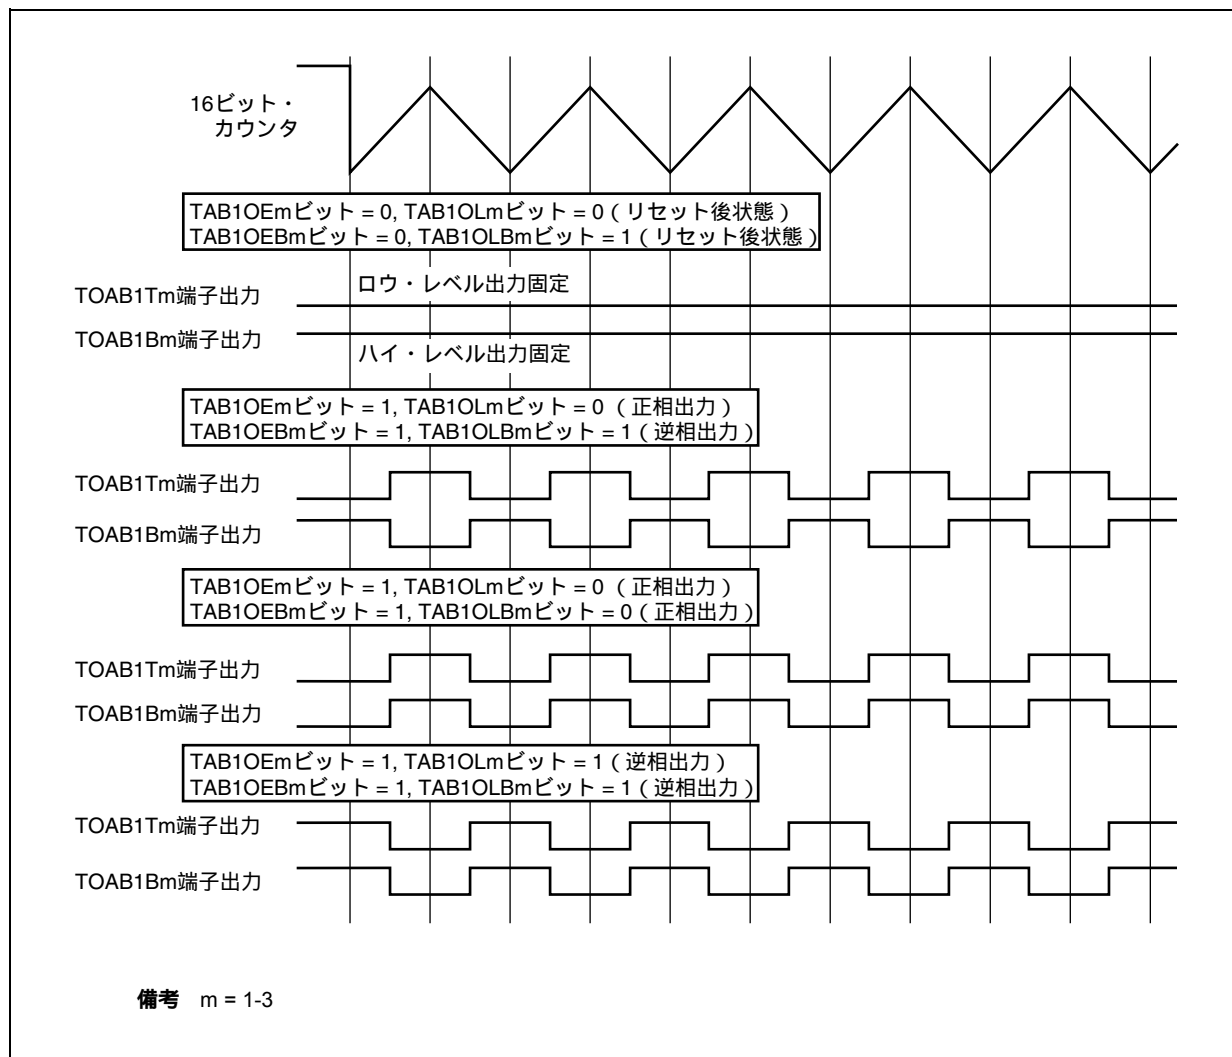 16ビット・
カウンタ
TAB1OEmビット = 0, TAB1OLmビット = 0 ( リセット後状態 )
TAB1OEBmビット = 0, TAB1OLBmビット = 1 ( リセット後状態 )
TOAB1Tm端子出力
ロウ・レベル出力固定
TOAB1Bm端子出力
ハイ・レベル出力固定
TAB1OEmビット = 1, TAB1OLmビット = 0 ( 正相出力 )
TAB1OEBmビット = 1, TAB1OLBmビット = 1 ( 逆相出力 )
TOAB1Tm端子出力
TOAB1Bm端子出力
TAB1OEmビット = 1, TAB1OLmビット = 0 ( 正相出力 )
TAB1OEBmビット = 1, TAB1OLBmビット = 0 ( 正相出力 )
TOAB1Tm端子出力
TOAB1Bm端子出力
TAB1OEmビット = 1, TAB1OLmビット = 1 ( 逆相出力 )
TAB1OEBmビット = 1, TAB1OLBmビット = 1 ( 逆相出力 )
TOAB1Tm端子出力
TOAB1Bm端子出力
備考 m = 1-3